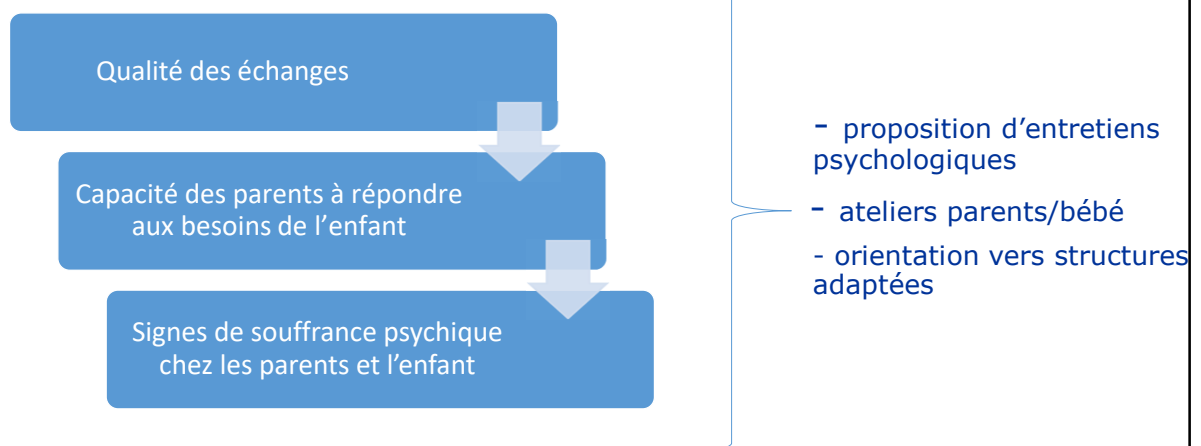 Qualité des échanges
Capacité des parents à répondre
aux besoins de l’enfant
Signes de souffrance psychique
chez les parents et l’enfant
- proposition d’entretiens
psychologiques
- ateliers parents/bébé
- orientation vers structures
adaptées